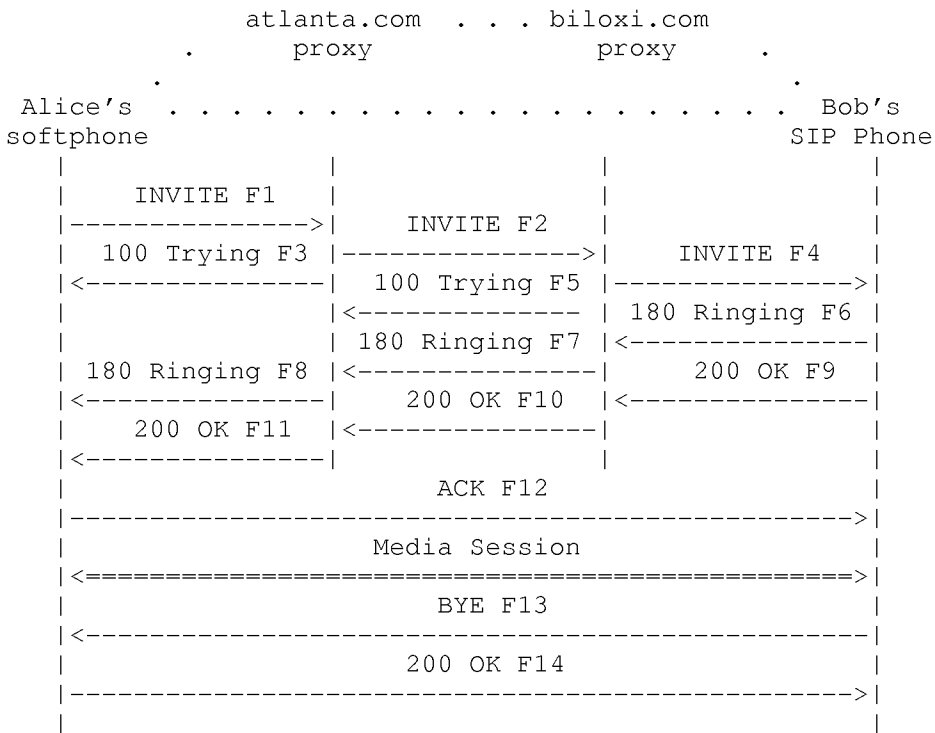 atlanta.com . . . biloxi.com
. proxy proxy .
. .
Alice's . . . . . . . . . . . . . . . . . . . . Bob's
softphone SIP Phone
| | | |
| INVITE F1 | | |
|--------------->| INVITE F2 | |
| 100 Trying F3 |--------------->| INVITE F4 |
|<---------------| 100 Trying F5 |--------------->|
| |<-------------- | 180 Ringing F6 |
| | 180 Ringing F7 |<---------------|
| 180 Ringing F8 |<---------------| 200 OK F9 |
|<---------------| 200 OK F10 |<---------------|
| 200 OK F11 |<---------------| |
|<---------------| | |
| ACK F12 |
|------------------------------------------------->|
| Media Session |
|<================================================>|
| BYE F13 |
|<-------------------------------------------------|
| 200 OK F14 |
|------------------------------------------------->|
| |